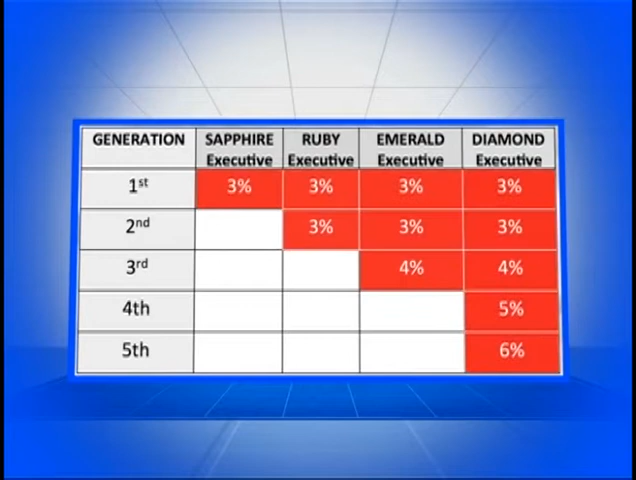 GENERATION SAPPHIRE Executive RUBY Executive EMERALD Executive DIAMOND Executive
1st 3% 3% 3% 3%
2nd 3% 3% 3%
3rd 4% 4%
4th 5%
5th 6%